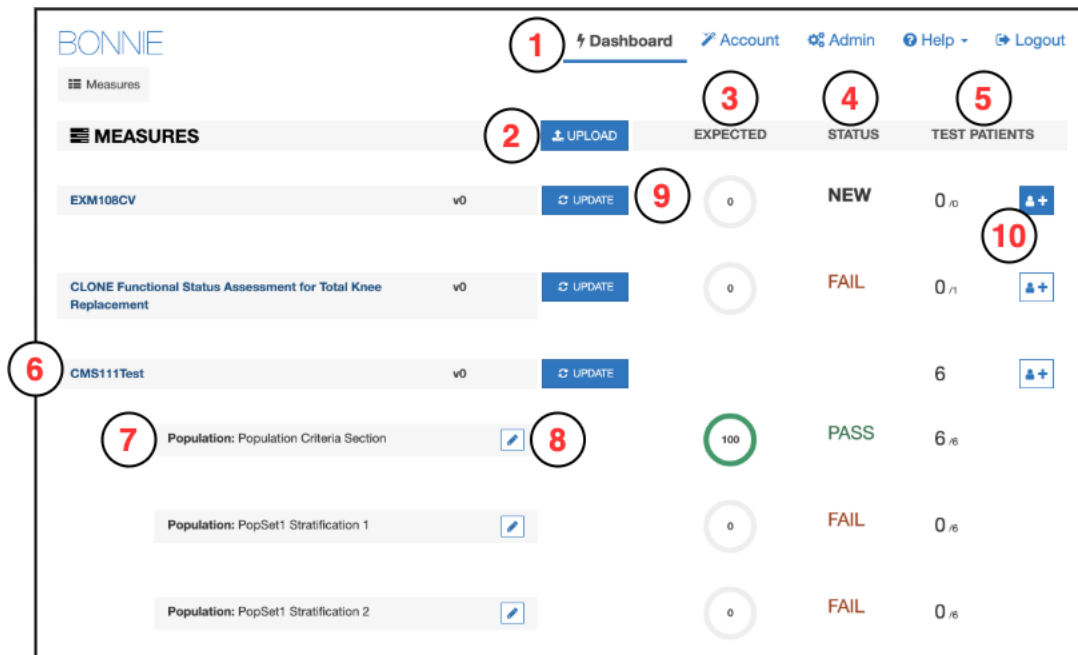 BONNIE
1 Dashboard Account Admin Help Logout
Measures
3 4 5
MEASURES 2 UPLOAD EXPECTED STATUS TEST PATIENTS
EXM108CV v0 UPDATE 9 0 NEW 0 /0
10
CLONE Functional Status Assessment for Total Knee v0 UPDATE 0 FAIL 0 /1
Replacement
6 CMS111Test v0 UPDATE 6
7 Population: Population Criteria Section 8 100 PASS 6 /6
Population: PopSet1 Stratification 1 0 FAIL 0 /6
Population: PopSet1 Stratification 2 0 FAIL 0 /6